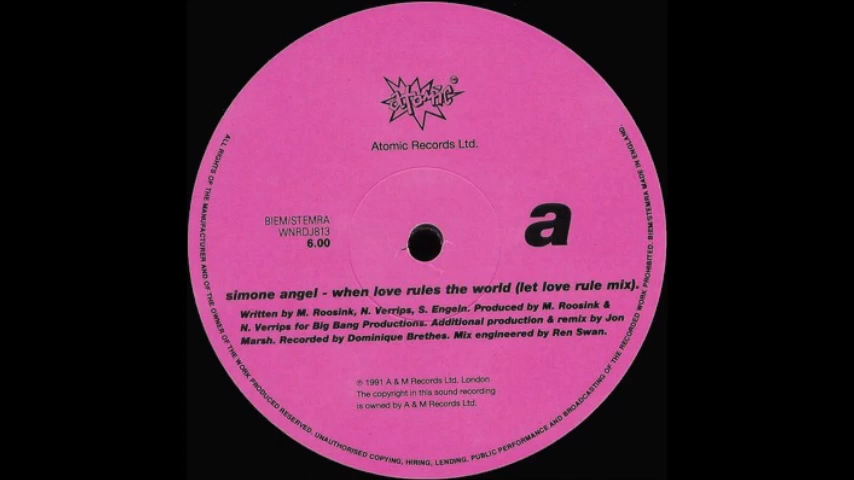 atomic
Atomic Records Ltd.
BIEM/STEMRA
WNRDJ813
6.00
a
simone angel - when love rules the world (let love rule mix).
Written by M. Roosink, N. Verrips, S. Engeln. Produced by M. Roosink &
N. Verrips for Big Bang Productions. Additional production & remix by Jon
Marsh. Recorded by Dominique Brethes. Mix engineered by Ren Swan.
℗ 1991 A & M Records Ltd. London
The copyright in this sound recording
is owned by A & M Records Ltd.
ALL RIGHTS OF THE MANUFACTURER AND OF THE OWNER OF THE WORK PRODUCED RESERVED. UNAUTHORISED COPYING, HIRING, LENDING, PUBLIC PERFORMANCE AND BROADCASTING OF THE RECORDED WORK PROHIBITED. BIEM/STEMRA MADE IN ENGLAND.